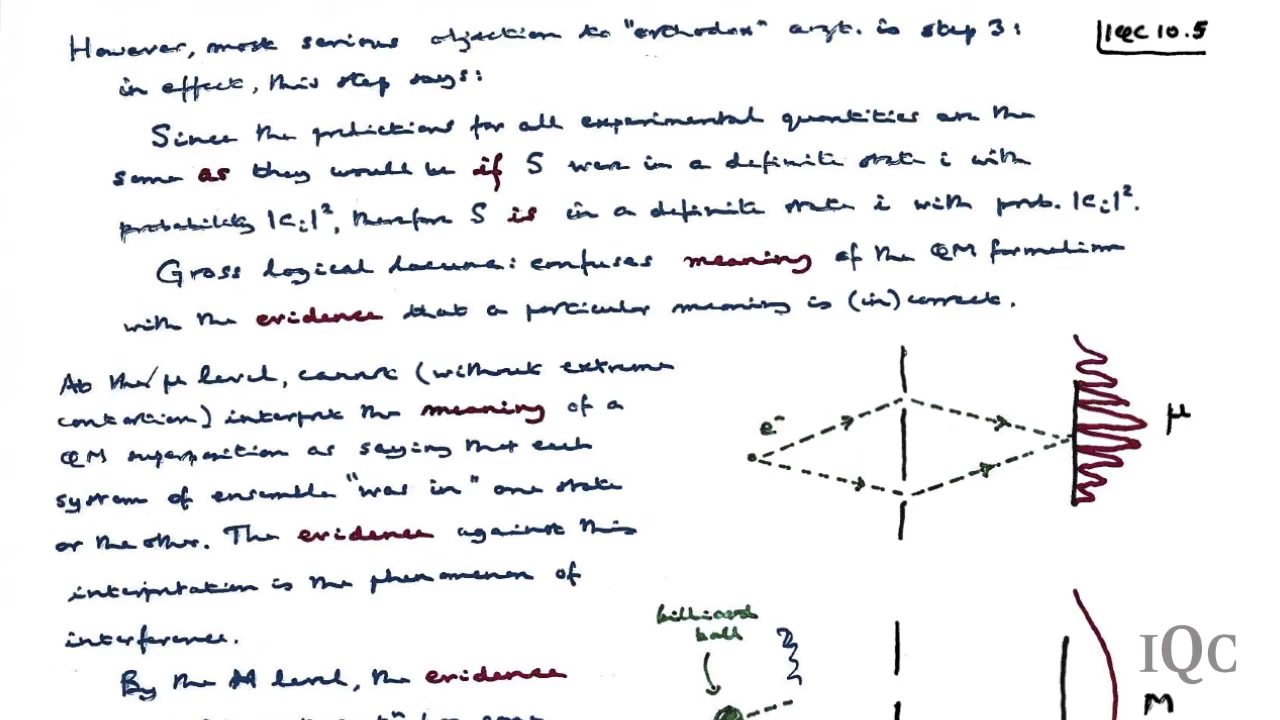 However, most serious objection to "orthodox" argt. is step 3:
IQC 10.5
in effect, this step says:
Since the predictions for all experimental quantities are the
same as they would be if S were in a definite state i with
probability |cᵢ|², therefore S is in a definite state i with prob. |cᵢ|².
Gross logical lacuna: confuses meaning of the QM formalism
with the evidence that a particular meaning is (in)correct.
At the μ level, cannot (without extreme
contortion) interpret the meaning of a
QM superposition as saying that each
system of ensemble "was in" one state
or the other. The evidence against this
interpretation is the phenomenon of
interference.
By the M level, the evidence
e⁻
μ
billiard
ball
IQC
M